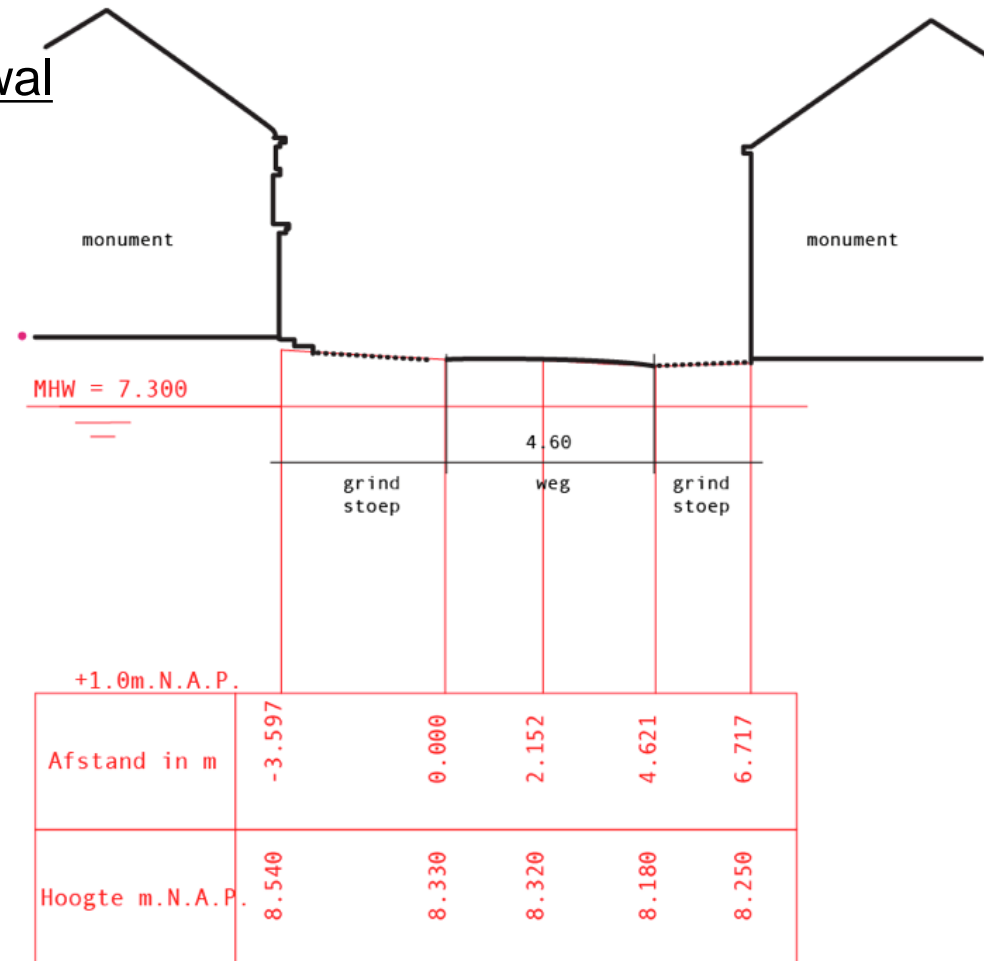 wal
monument
monument
MHW = 7.300
4.60
grind
stoep
weg
grind
stoep
+1.0m.N.A.P.
Afstand in m
-3.597
0.000
2.152
4.621
6.717
Hoogte m.N.A.P.
8.540
8.330
8.320
8.180
8.250